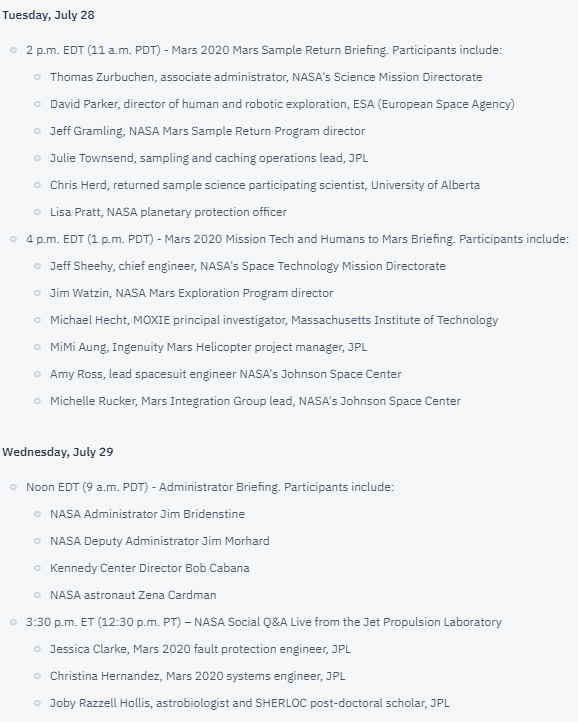 Tuesday, July 28
2 p.m. EDT (11 a.m. PDT) - Mars 2020 Mars Sample Return Briefing. Participants include:
Thomas Zurbuchen, associate administrator, NASA's Science Mission Directorate
David Parker, director of human and robotic exploration, ESA (European Space Agency)
Jeff Gramling, NASA Mars Sample Return Program director
Julie Townsend, sampling and caching operations lead, JPL
Chris Herd, returned sample science participating scientist, University of Alberta
Lisa Pratt, NASA planetary protection officer
4 p.m. EDT (1 p.m. PDT) - Mars 2020 Mission Tech and Humans to Mars Briefing. Participants include:
Jeff Sheehy, chief engineer, NASA's Space Technology Mission Directorate
Jim Watzin, NASA Mars Exploration Program director
Michael Hecht, MOXIE principal investigator, Massachusetts Institute of Technology
MiMi Aung, Ingenuity Mars Helicopter project manager, JPL
Amy Ross, lead spacesuit engineer NASA's Johnson Space Center
Michelle Rucker, Mars Integration Group lead, NASA's Johnson Space Center
Wednesday, July 29
Noon EDT (9 a.m. PDT) - Administrator Briefing. Participants include:
NASA Administrator Jim Bridenstine
NASA Deputy Administrator Jim Morhard
Kennedy Center Director Bob Cabana
NASA astronaut Zena Cardman
3:30 p.m. ET (12:30 p.m. PT) – NASA Social Q&A Live from the Jet Propulsion Laboratory
Jessica Clarke, Mars 2020 fault protection engineer, JPL
Christina Hernandez, Mars 2020 systems engineer, JPL
Joby Razzell Hollis, astrobiologist and SHERLOC post-doctoral scholar, JPL